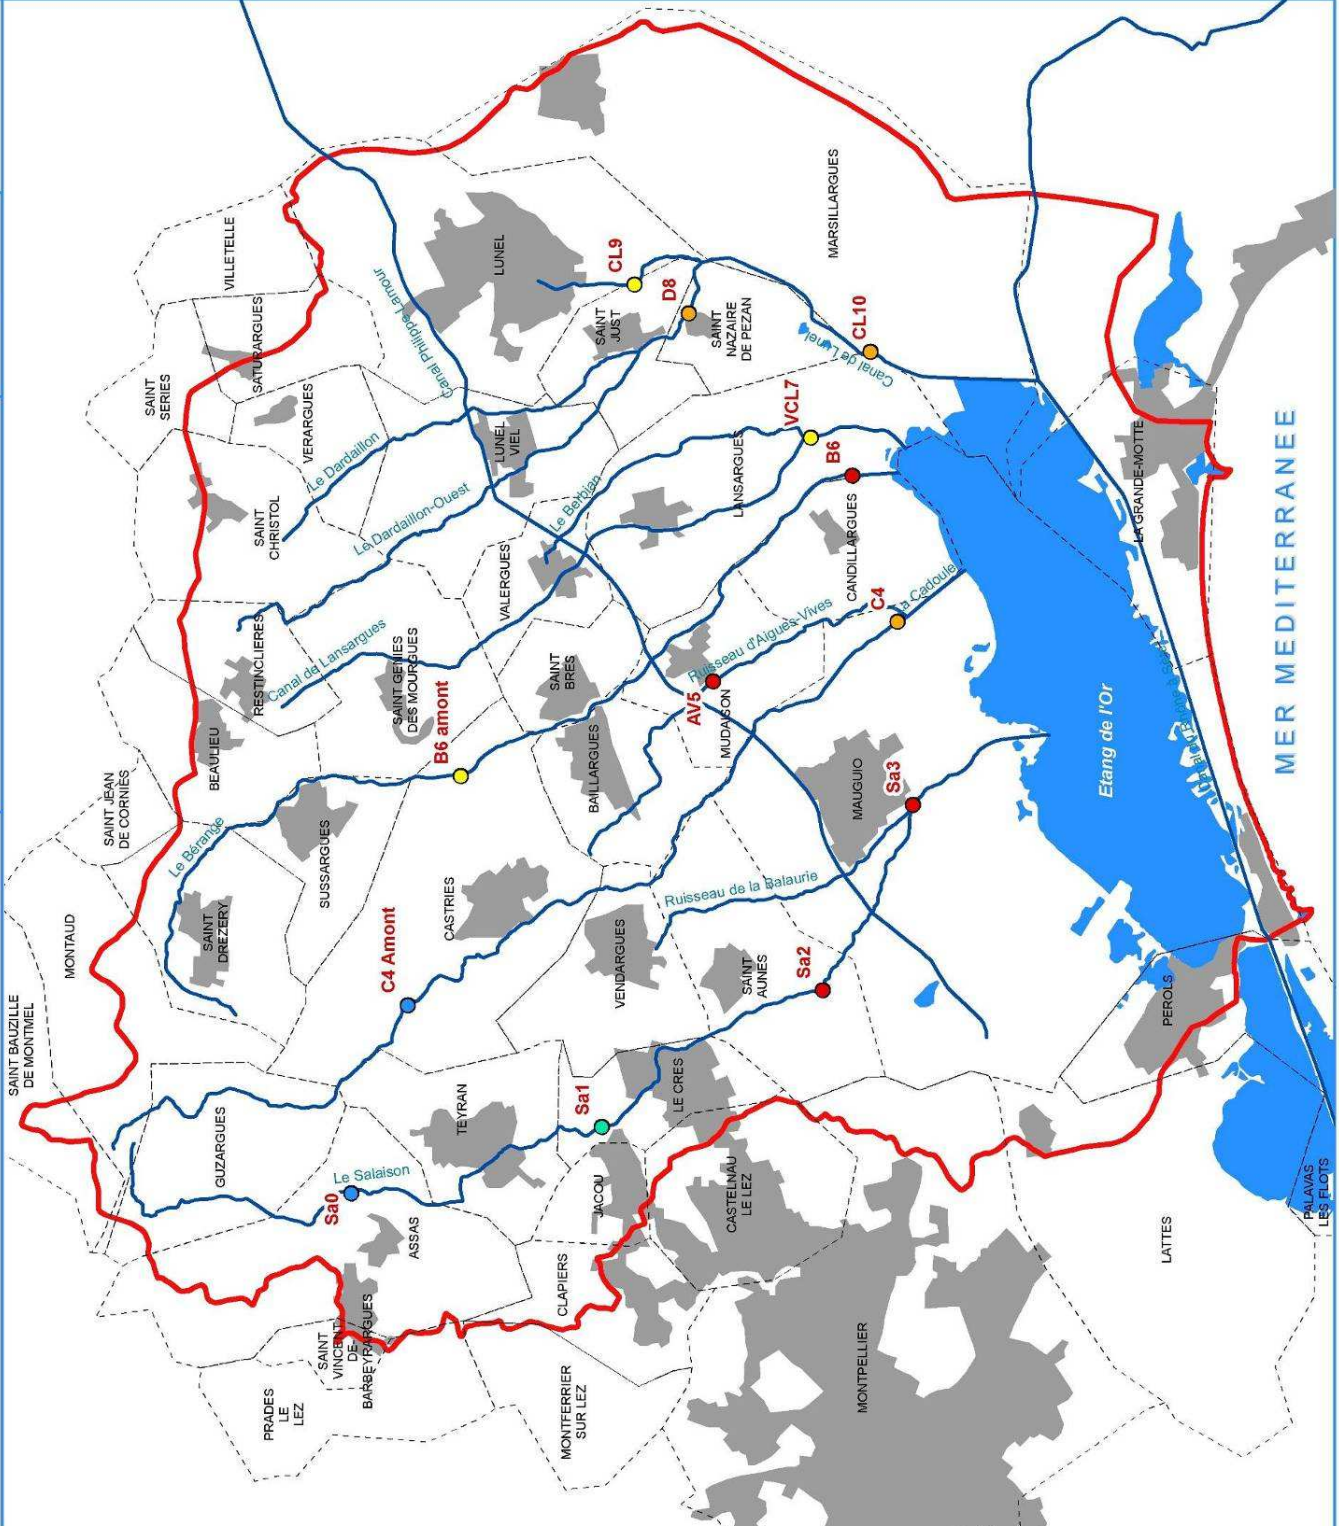 SAINT BAUZILLE
DE MONTMEL
MONTAUD
SAINT JEAN
DE CORNIES
SAINT
SERIES
VILLETELLE
SATURARGUES
VERARGUES
SAINT
CHRISTOL
RESTINCLIERES
BEAULIEU
Le Bérange
SAINT
DREZERY
SUSSARGUES
GUZARGUES
Le Dardaillon
Le Dardaillon-Ouest
Canal de Lansargues
Canal Philippe Lamour
SAINT GENIES
DES MOURGUES
B6 amont
C4 Amont
CASTRIES
Le Salaison
Sa0
ASSAS
TEYRAN
SAINT
VINCENT
DE-
BARBEYRARGUES
PRADES
LE
LEZ
LUNEL
LUNEL
VIEL
VALERGUES
Le Berbian
SAINT
BRES
BAILLARGUES
CL9
SAINT
JUST
D8
SAINT
NAZAIRE
DE PEZAN
Sa1
JACOU
CLAPIERS
MONTFERRIER
SUR LEZ
VENDARGUES
LE CRES
CASTELNAU
LE LEZ
Ruisseau de la Balaurie
SAINT
AUNES
AV5
MUDAISON
Ruisseau d'Aigues-Vives
LANSARGUES
VCL7
B6
CANDILLARGUES
MARSILLARGUES
CL10
Canal de Lunel
C4
La Cadoule
MAUGUIO
Sa3
Sa2
MONTPELLIER
Etang de l'Or
LA GRANDE-MOTTE
PEROLS
LATTES
MER MEDITERRANEE
PALAVAS
LES FLOTS